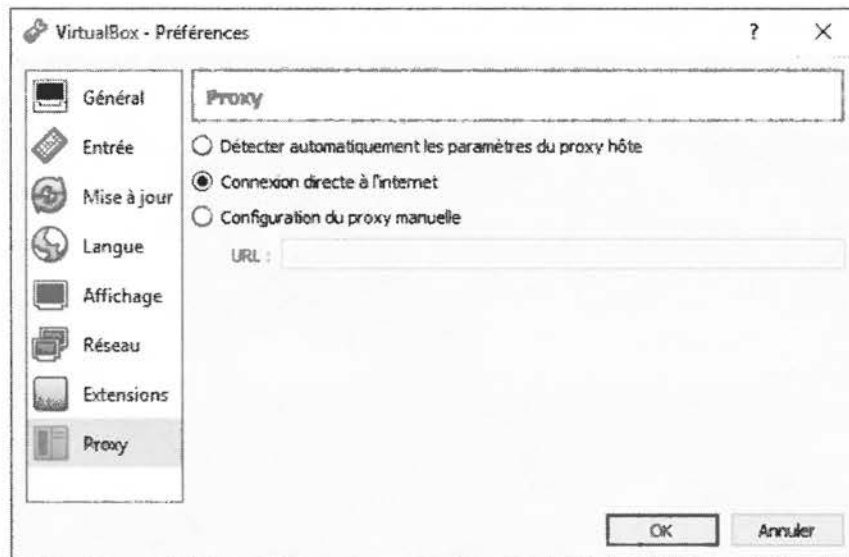 VirtualBox - Préférences
?
Général
Entrée
Mise à jour
Langue
Affichage
Réseau
Extensions
Proxy
Proxy
Détecter automatiquement les paramètres du proxy hôte
Connexion directe à l'internet
Configuration du proxy manuelle
URL :
OK
Annuler